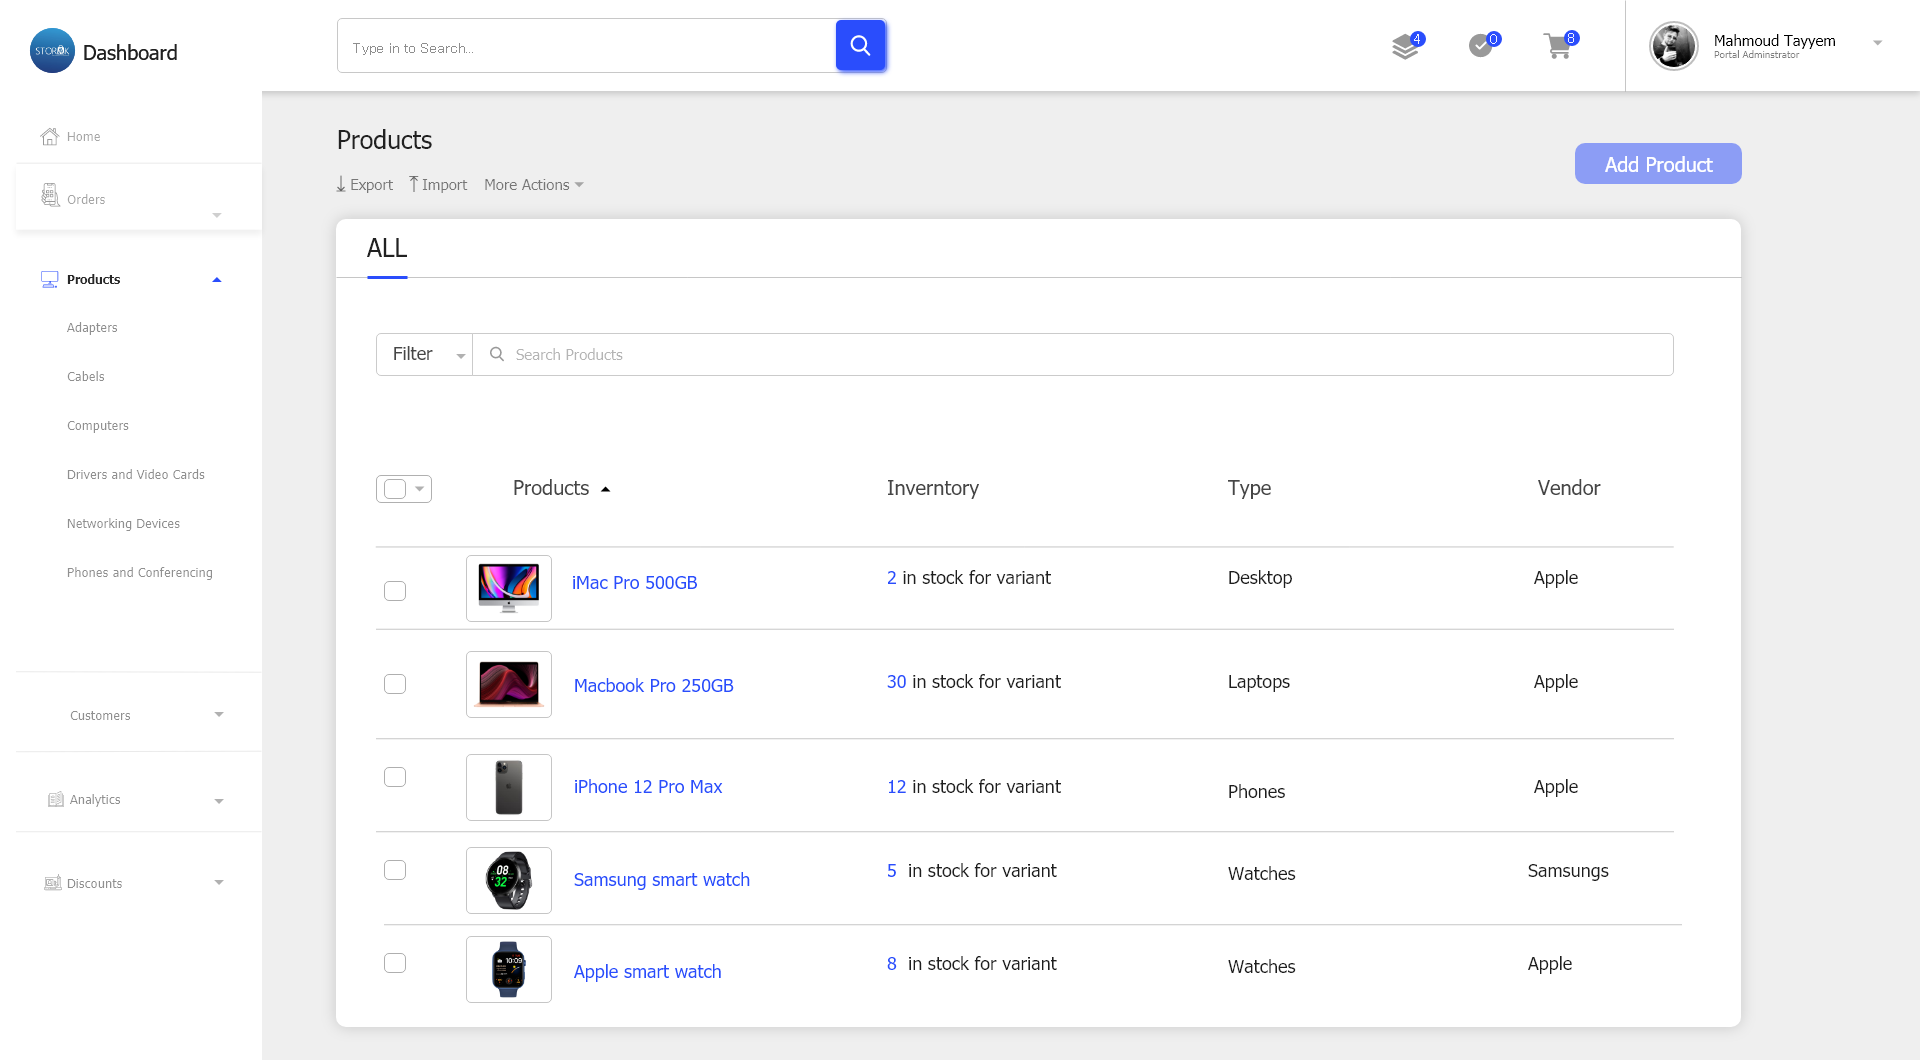 STOROK
Dashboard
Type in to Search...
4
0
8
Mahmoud Tayyem
Portal Adminstrator
Home
Orders
Products
Adapters
Cabels
Computers
Drivers and Video Cards
Networking Devices
Phones and Conferencing
Customers
Analytics
Discounts
Products
Export
Import
More Actions
Add Product
ALL
Filter
Search Products
Products
Inverntory
Type
Vendor
iMac Pro 500GB
2 in stock for variant
Desktop
Apple
Macbook Pro 250GB
30 in stock for variant
Laptops
Apple
iPhone 12 Pro Max
12 in stock for variant
Phones
Apple
08
32
Samsung smart watch
5 in stock for variant
Watches
Samsungs
10:09
Apple smart watch
8 in stock for variant
Watches
Apple